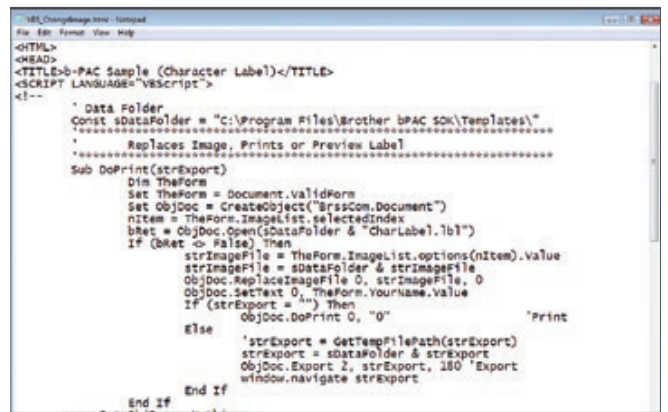 VBS_ChangeImage.html - Notepad
File Edit Format View Help
<HTML>
<HEAD>
<TITLE>b-PAC Sample (Character Label)</TITLE>
<SCRIPT LANGUAGE="VBScript">
<!--
' Data Folder
Const sDataFolder = "C:\Program Files\Brother bPAC SDK\Templates\"
'*******************************************************
' Replaces Image, Prints or Preview Label
'*******************************************************
Sub DoPrint(strExport)
Dim TheForm
Set TheForm = Document.ValidForm
Set ObjDoc = CreateObject("BrssCom.Document")
nItem = TheForm.ImageList.selectedIndex
bRet = ObjDoc.Open(sDataFolder & "CharLabel.lbl")
If (bRet <> False) Then
strImageFile = TheForm.ImageList.options(nItem).Value
strImageFile = sDataFolder & strImageFile
ObjDoc.ReplaceImageFile 0, strImageFile, 0
ObjDoc.SetText 0, TheForm.YourName.Value
If (strExport = "") Then
ObjDoc.DoPrint 0, "0" 'Print
Else
'strExport = GetTempFilePath(strExport)
strExport = sDataFolder & strExport
ObjDoc.Export 2, strExport, 180 'Export
window.navigate strExport
End If
End If